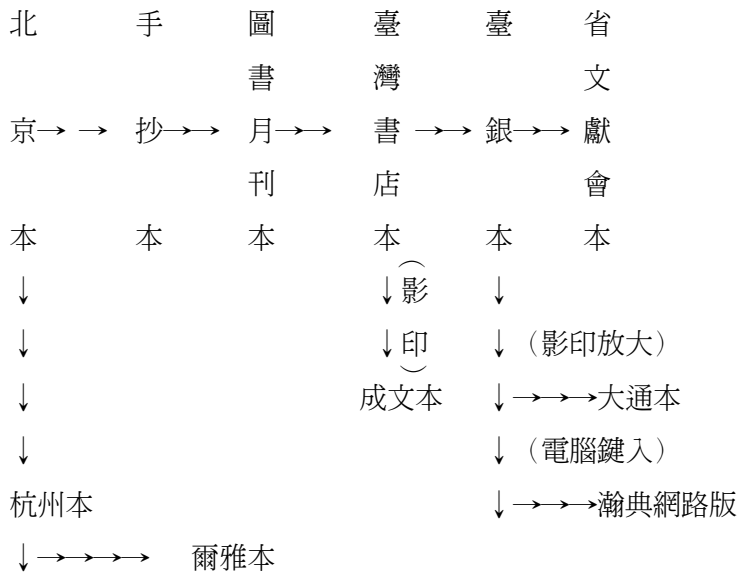 北京本→→手抄本→→圖書月刊本→→臺灣書店本→→臺銀本→→省文獻會本
↓ ↓（影印） ↓
↓ ↓ ↓（影印放大）
↓ 成文本 ↓→→→大通本
↓ ↓（電腦鍵入）
杭州本 ↓→→→瀚典網路版
↓→→→→ 爾雅本